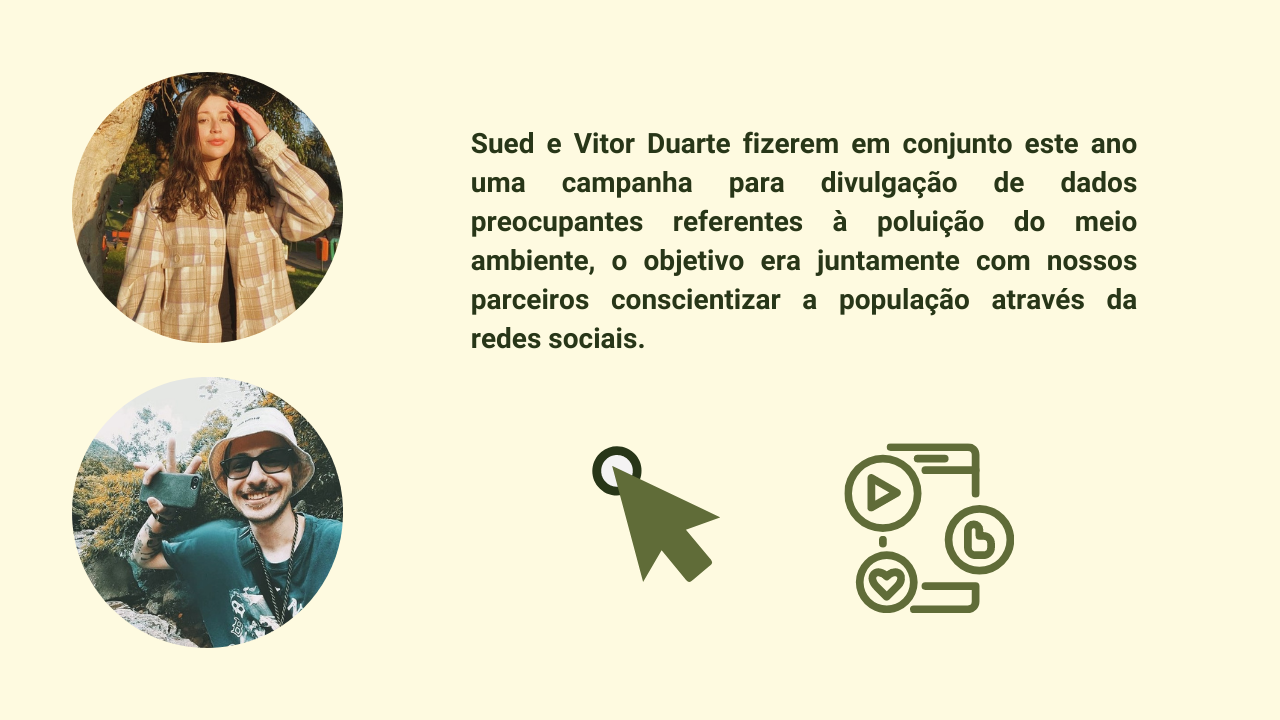 Sued e Vitor Duarte fizerem em conjunto este ano
uma campanha para divulgação de dados
preocupantes referentes à poluição do meio
ambiente, o objetivo era juntamente com nossos
parceiros conscientizar a população através da
redes sociais.